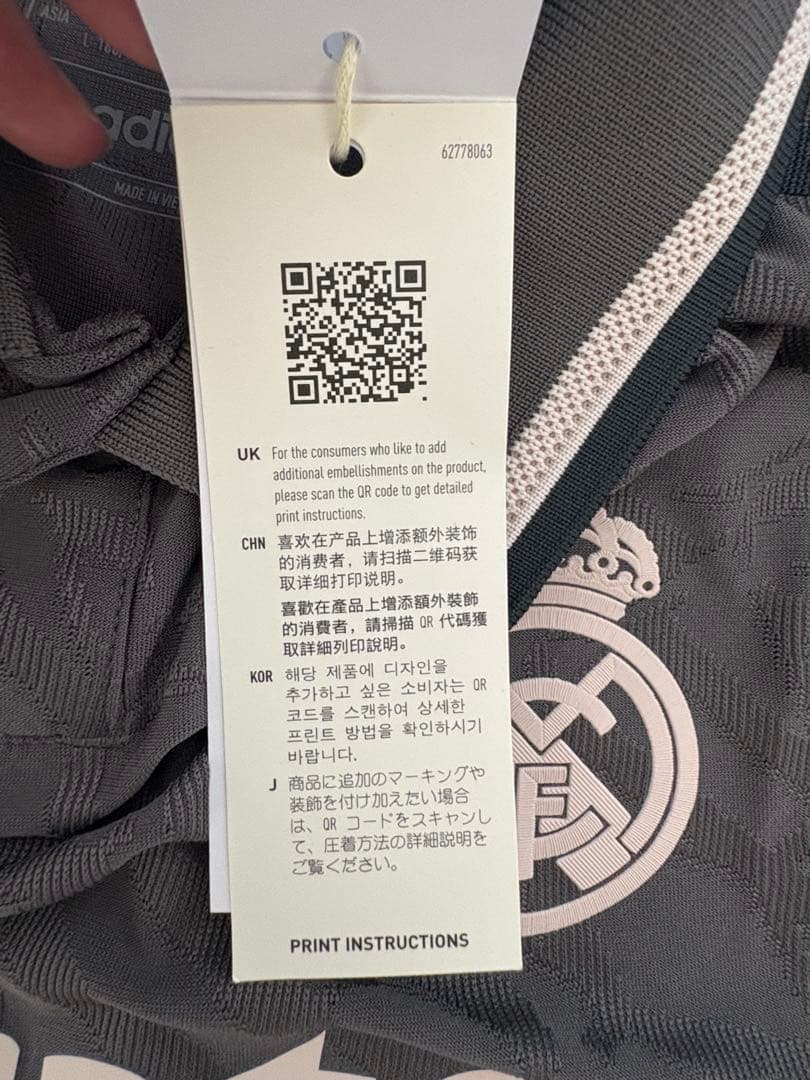 ASIA
adi
MADE IN VIE
62778063
UK For the consumers who like to add
additional embellishments on the product,
please scan the QR code to get detailed
print instructions.
CHN 喜欢在产品上增添额外装饰
的消费者，请扫描二维码获
取详细打印说明。
喜歡在產品上增添額外裝飾
的消費者，請掃描 QR 代碼獲
取詳細列印說明。
KOR 해당 제품에 디자인을
추가하고 싶은 소비자는 QR
코드를 스캔하여 상세한
프린트 방법을 확인하시기
바랍니다.
J 商品に追加のマーキングや
装飾を付け加えたい場合
は、QR コードをスキャンし
て、圧着方法の詳細説明を
ご覧ください。
PRINT INSTRUCTIONS